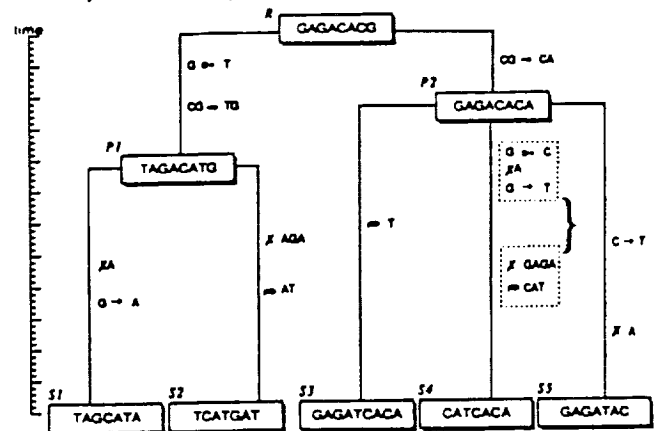 R
time
GAGACACG
G ⟜ T
CG → CA
P2
CG → TG
GAGACACA
P1
G ⟜ C
TAGACATG
A
G → T
T
AGA
C → T
A
GAGA
G → A
AT
CAT
A
S1 S2 S3 S4 S5
TAGCATA TCATGAT GAGATCACA CATCACA GAGATAC